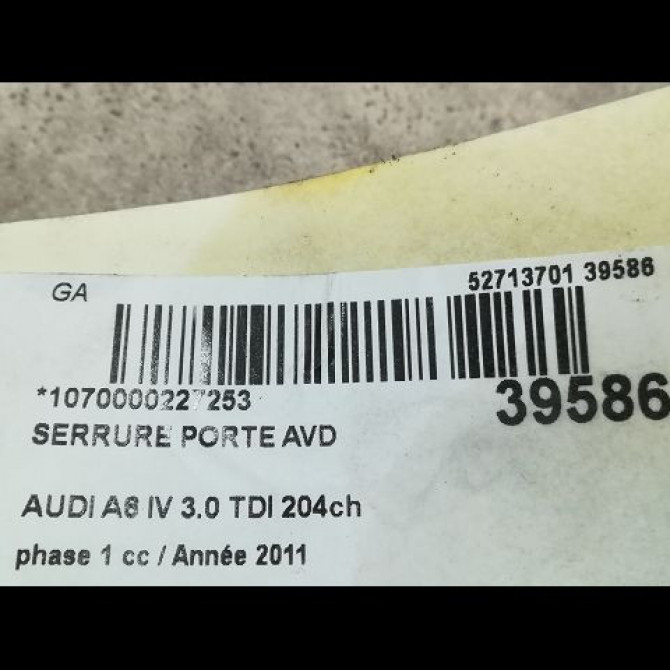 GA
52713701 39586
*1070000227253
39586
SERRURE PORTE AVD
AUDI A6 IV 3.0 TDI 204ch
phase 1 cc / Année 2011